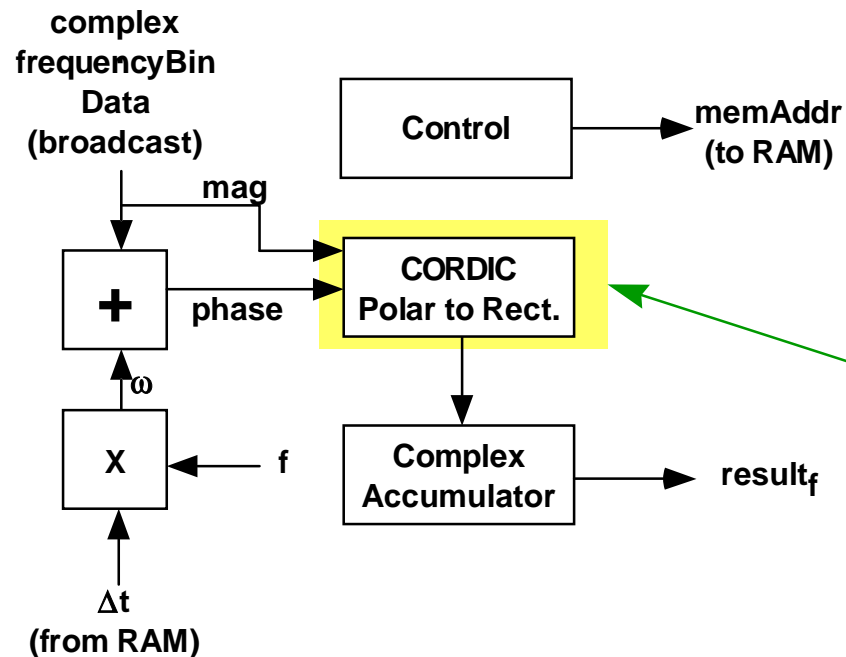 complex
frequencyBin
Data
(broadcast)
Control
memAddr
(to RAM)
mag
+
phase
CORDIC
Polar to Rect.
ω
X
f
Complex
Accumulator
resultf
Δt
(from RAM)